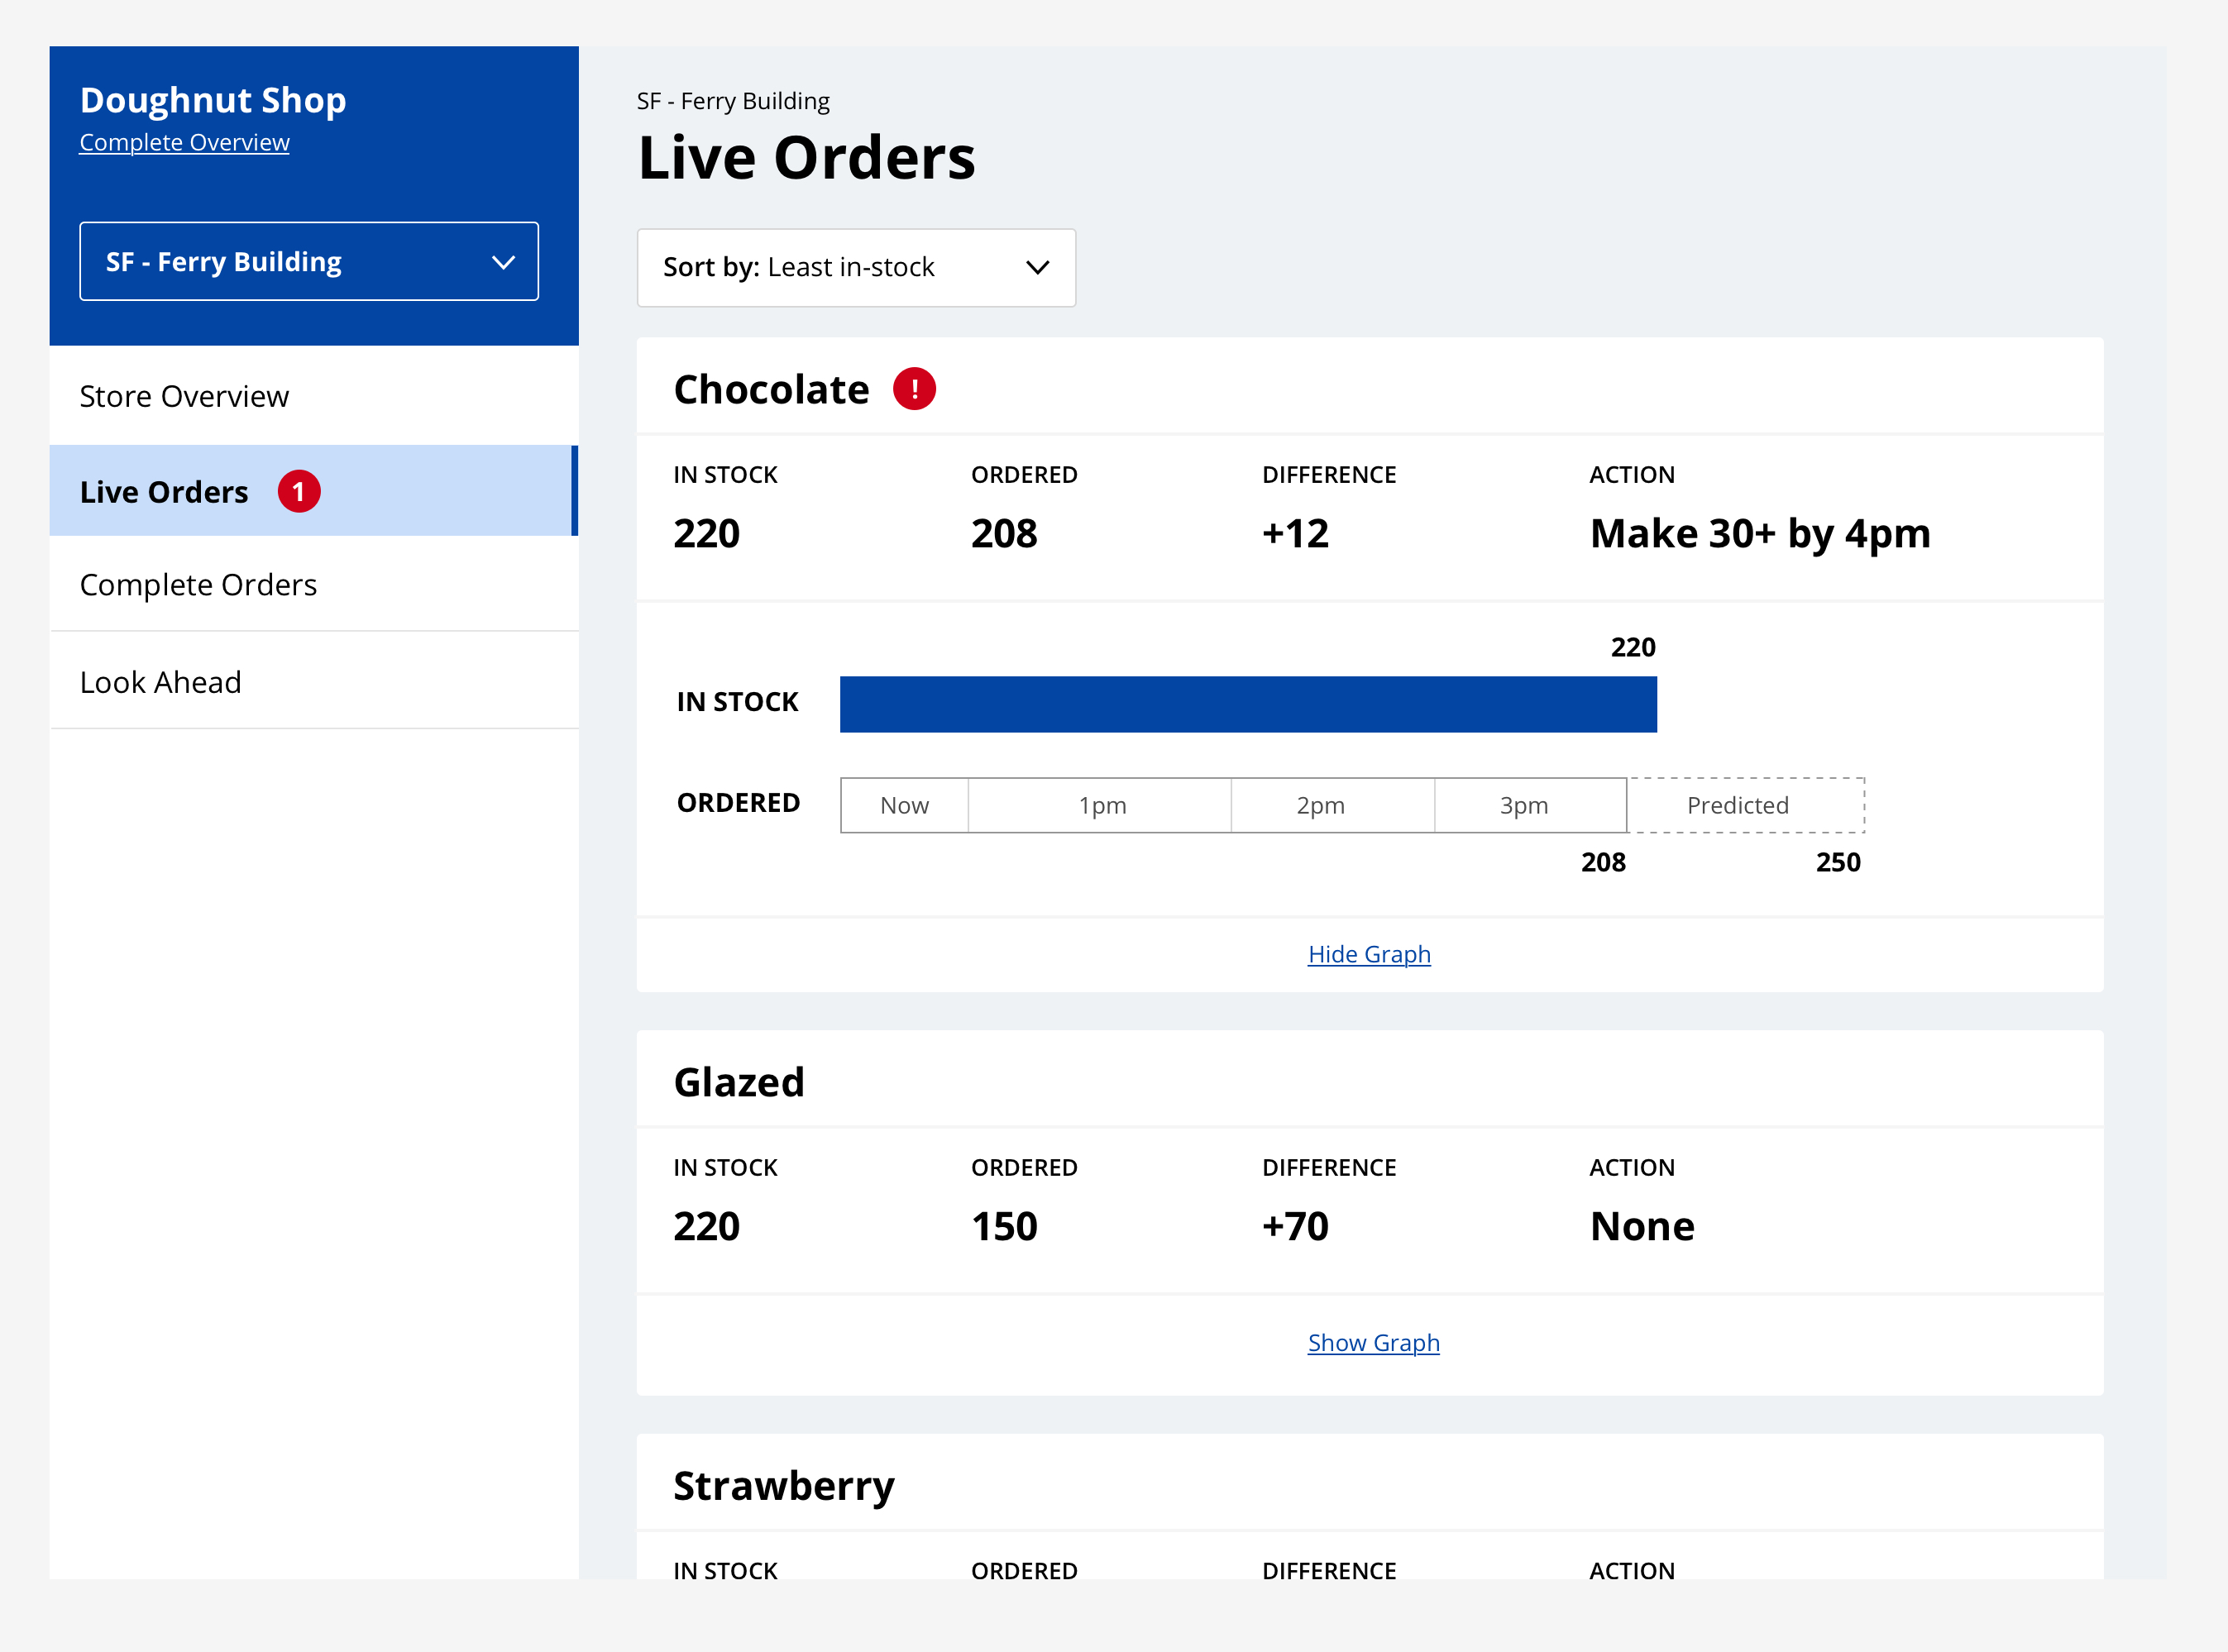 Doughnut Shop
Complete Overview
SF - Ferry Building
Store Overview
Live Orders 1
Complete Orders
Look Ahead
SF - Ferry Building
Live Orders
Sort by: Least in-stock
Chocolate !
IN STOCK ORDERED DIFFERENCE ACTION
220 208 +12 Make 30+ by 4pm
220
IN STOCK
ORDERED Now 1pm 2pm 3pm Predicted
208 250
Hide Graph
Glazed
IN STOCK ORDERED DIFFERENCE ACTION
220 150 +70 None
Show Graph
Strawberry
IN STOCK ORDERED DIFFERENCE ACTION